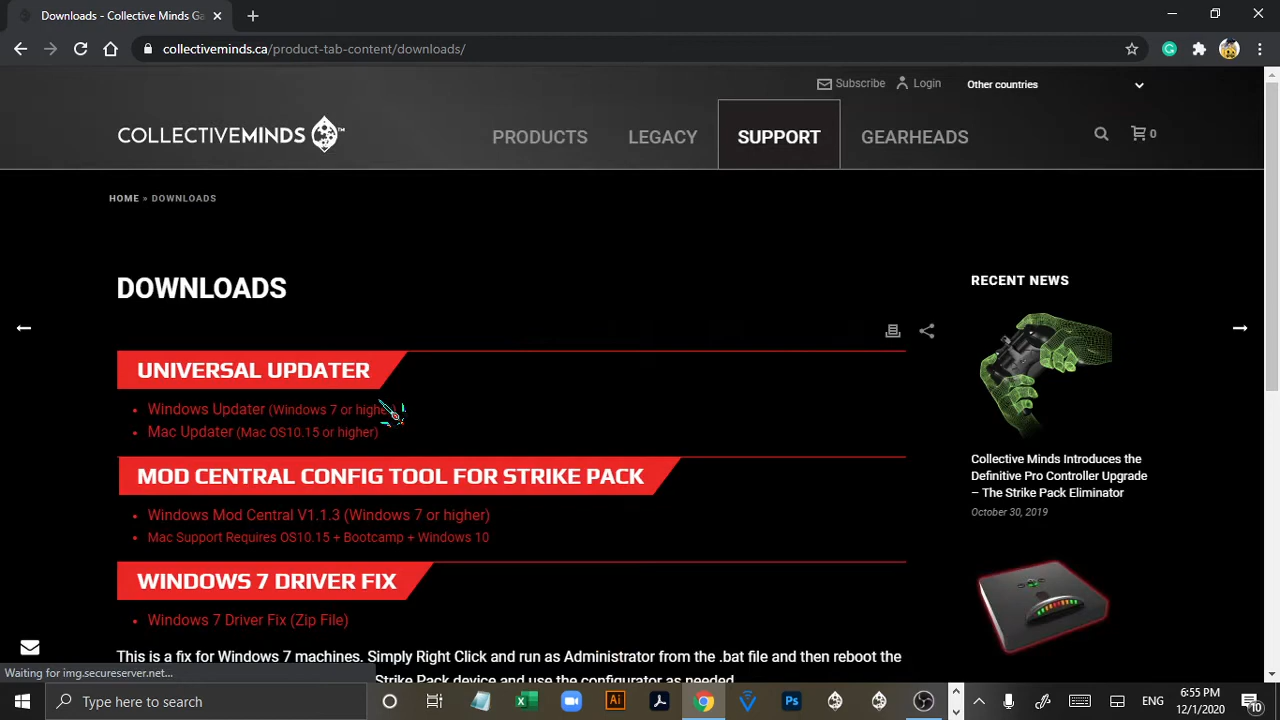 Downloads - Collective Minds Ga
collectiveminds.ca/product-tab-content/downloads/
Subscribe
Login
Other countries
COLLECTIVEMINDS
PRODUCTS
LEGACY
SUPPORT
GEARHEADS
0
HOME » DOWNLOADS
DOWNLOADS
RECENT NEWS
UNIVERSAL UPDATER
• Windows Updater (Windows 7 or higher)
• Mac Updater (Mac OS10.15 or higher)
MOD CENTRAL CONFIG TOOL FOR STRIKE PACK
• Windows Mod Central V1.1.3 (Windows 7 or higher)
• Mac Support Requires OS10.15 + Bootcamp + Windows 10
Collective Minds Introduces the
Definitive Pro Controller Upgrade
– The Strike Pack Eliminator
October 30, 2019
WINDOWS 7 DRIVER FIX
• Windows 7 Driver Fix (Zip File)
This is a fix for Windows 7 machines. Simply Right Click and run as Administrator from the .bat file and then reboot the
Strike Pack device and use the configurator as needed
Waiting for img.secureserver.net...
Type here to search
Ai
Ps
ENG
6:55 PM
12/1/2020
10